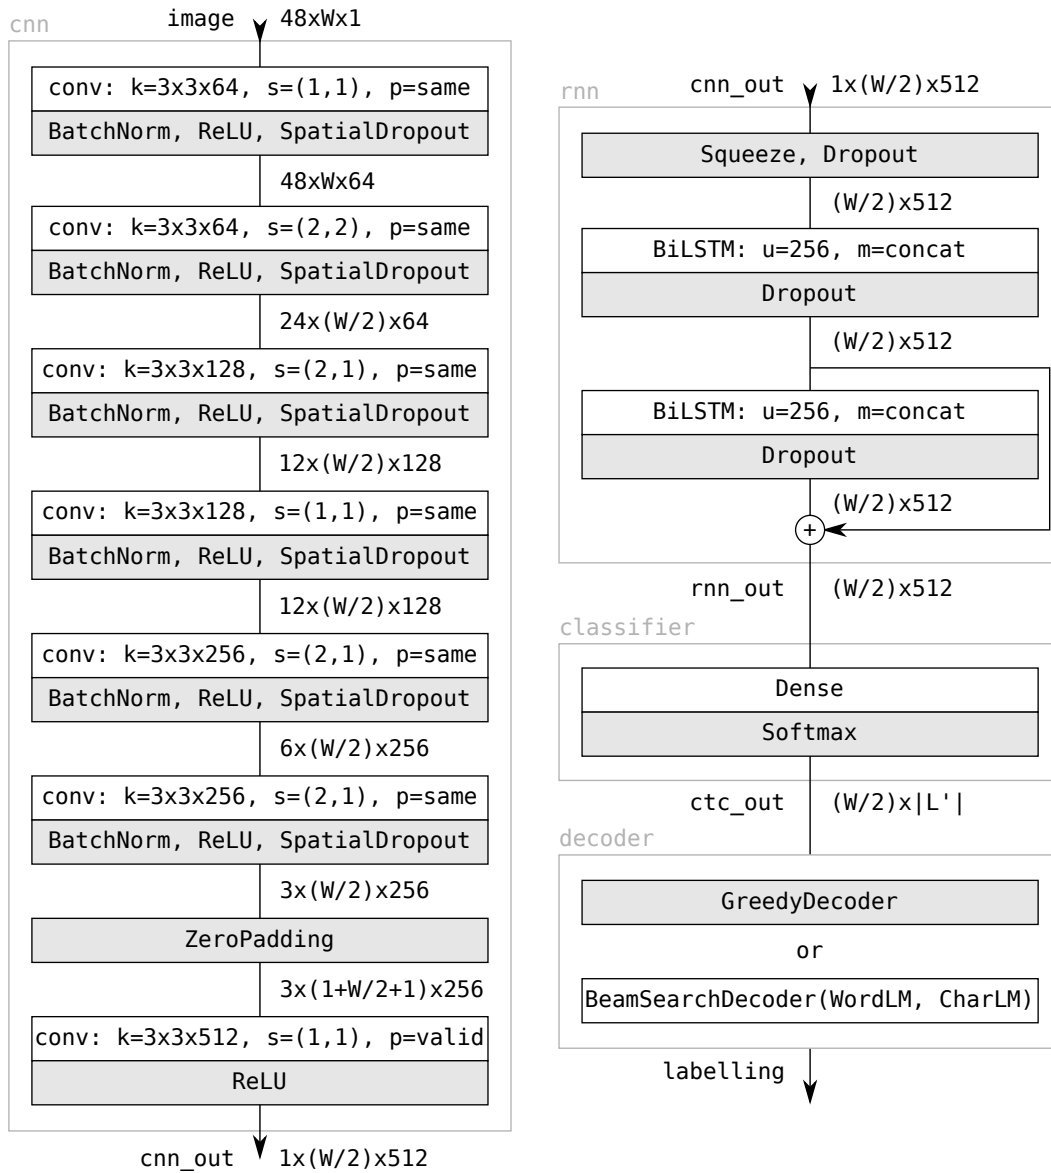 cnn
image 48xWx1
conv: k=3x3x64, s=(1,1), p=same
BatchNorm, ReLU, SpatialDropout
48xWx64
conv: k=3x3x64, s=(2,2), p=same
BatchNorm, ReLU, SpatialDropout
24x(W/2)x64
conv: k=3x3x128, s=(2,1), p=same
BatchNorm, ReLU, SpatialDropout
12x(W/2)x128
conv: k=3x3x128, s=(1,1), p=same
BatchNorm, ReLU, SpatialDropout
12x(W/2)x128
conv: k=3x3x256, s=(2,1), p=same
BatchNorm, ReLU, SpatialDropout
6x(W/2)x256
conv: k=3x3x256, s=(2,1), p=same
BatchNorm, ReLU, SpatialDropout
3x(W/2)x256
ZeroPadding
3x(1+W/2+1)x256
conv: k=3x3x512, s=(1,1), p=valid
ReLU
cnn_out 1x(W/2)x512
rnn
cnn_out 1x(W/2)x512
Squeeze, Dropout
(W/2)x512
BiLSTM: u=256, m=concat
Dropout
(W/2)x512
BiLSTM: u=256, m=concat
Dropout
(W/2)x512
+
rnn_out (W/2)x512
classifier
Dense
Softmax
ctc_out (W/2)x|L'|
decoder
GreedyDecoder
or
BeamSearchDecoder(WordLM, CharLM)
labelling